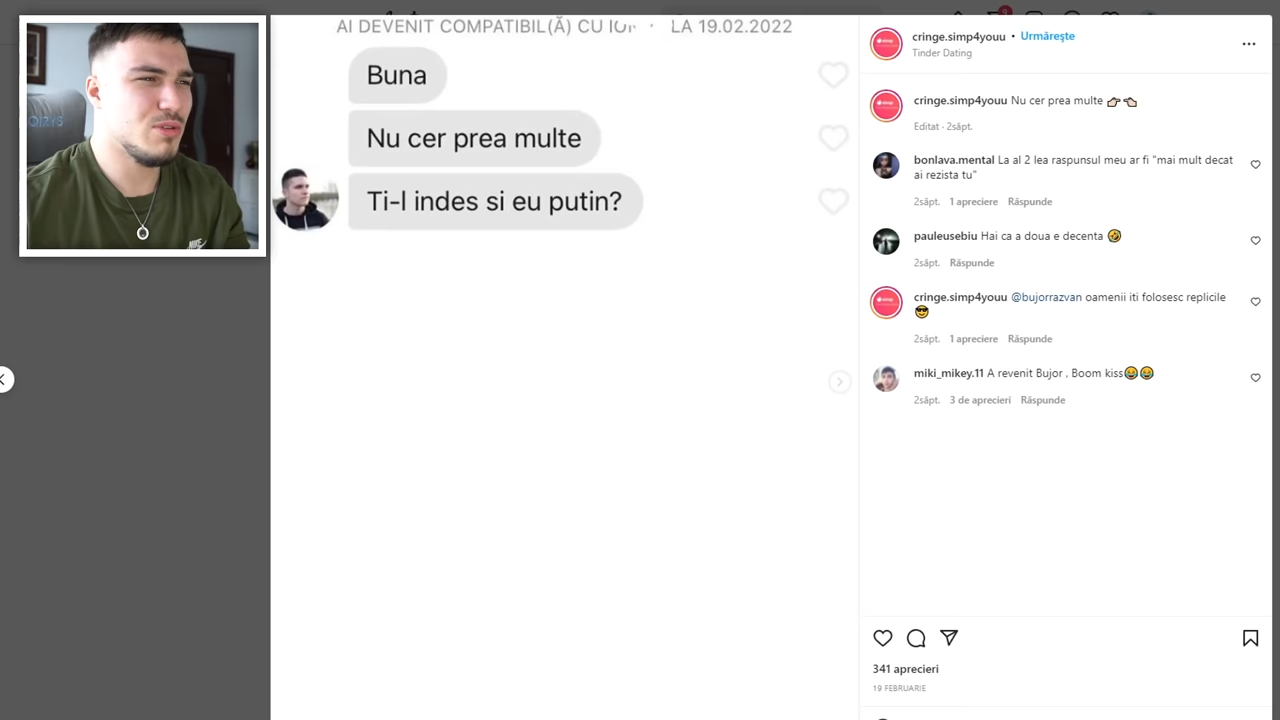 AI DEVENIT COMPATIBIL(Ă) CU · LA 19.02.2022
Buna
Nu cer prea multe
Ti-l indes si eu putin?
cringe.simp4youu • Urmărește
Tinder Dating
cringe.simp4youu Nu cer prea multe 👉🏻👈🏻
Editat · 2săpt.
bonlava.mental La al 2 lea raspunsul meu ar fi "mai mult decat
ai rezista tu"
2săpt. 1 apreciere Răspunde
pauleusebiu Hai ca a doua e decenta 🤣
2săpt. Răspunde
cringe.simp4youu @bujorrazvan oamenii iti folosesc replicile
😎
2săpt. 1 apreciere Răspunde
miki_mikey.11 A revenit Bujor , Boom kiss😂😂
2săpt. 3 de aprecieri Răspunde
341 aprecieri
19 FEBRUARIE
NIKE